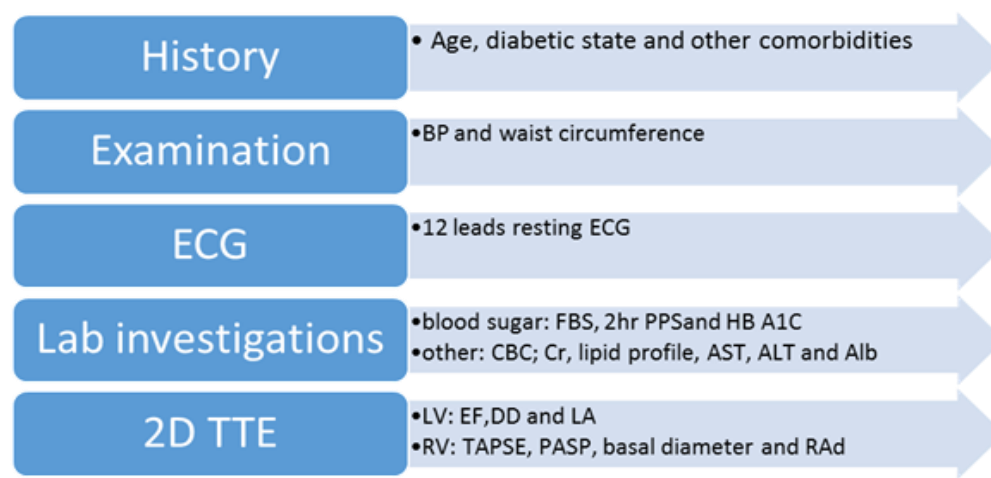 History
• Age, diabetic state and other comorbidities
Examination
•BP and waist circumference
ECG
•12 leads resting ECG
Lab investigations
•blood sugar: FBS, 2hr PPSand HB A1C
•other: CBC; Cr, lipid profile, AST, ALT and Alb
2D TTE
•LV: EF,DD and LA
•RV: TAPSE, PASP, basal diameter and RAd